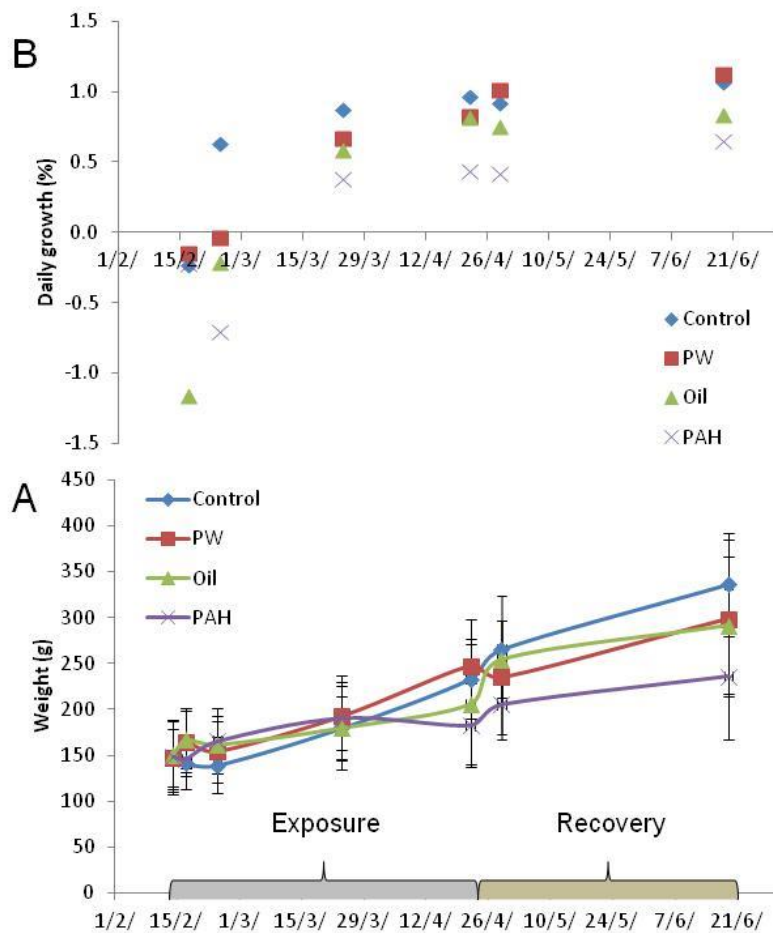 B
Daily growth (%)
1.5
1.0
0.5
0.0
-0.5
-1.0
-1.5
1/2/ 15/2/ 1/3/ 15/3/ 29/3/ 12/4/ 26/4/ 10/5/ 24/5/ 7/6/ 21/6/
Control
PW
Oil
PAH
A
Weight (g)
450
400
350
300
250
200
150
100
50
0
Control
PW
Oil
PAH
Exposure Recovery
1/2/ 15/2/ 1/3/ 15/3/ 29/3/ 12/4/ 26/4/ 10/5/ 24/5/ 7/6/ 21/6/